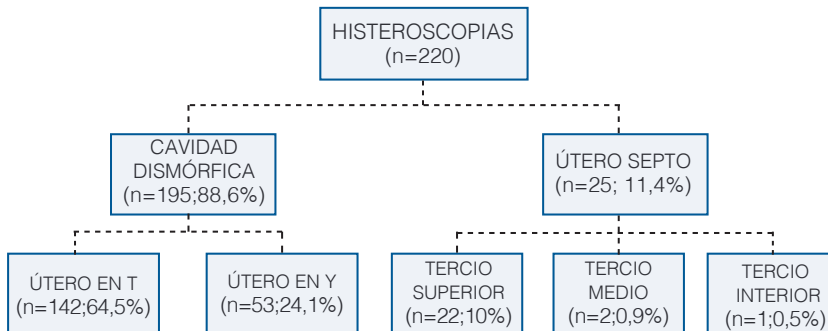 HISTEROSCOPIAS
(n=220)
CAVIDAD
DISMÓRFICA
(n=195;88,6%)
ÚTERO SEPTO
(n=25; 11,4%)
ÚTERO EN T
(n=142;64,5%)
ÚTERO EN Y
(n=53;24,1%)
TERCIO
SUPERIOR
(n=22;10%)
TERCIO
MEDIO
(n=2;0,9%)
TERCIO
INTERIOR
(n=1;0,5%)